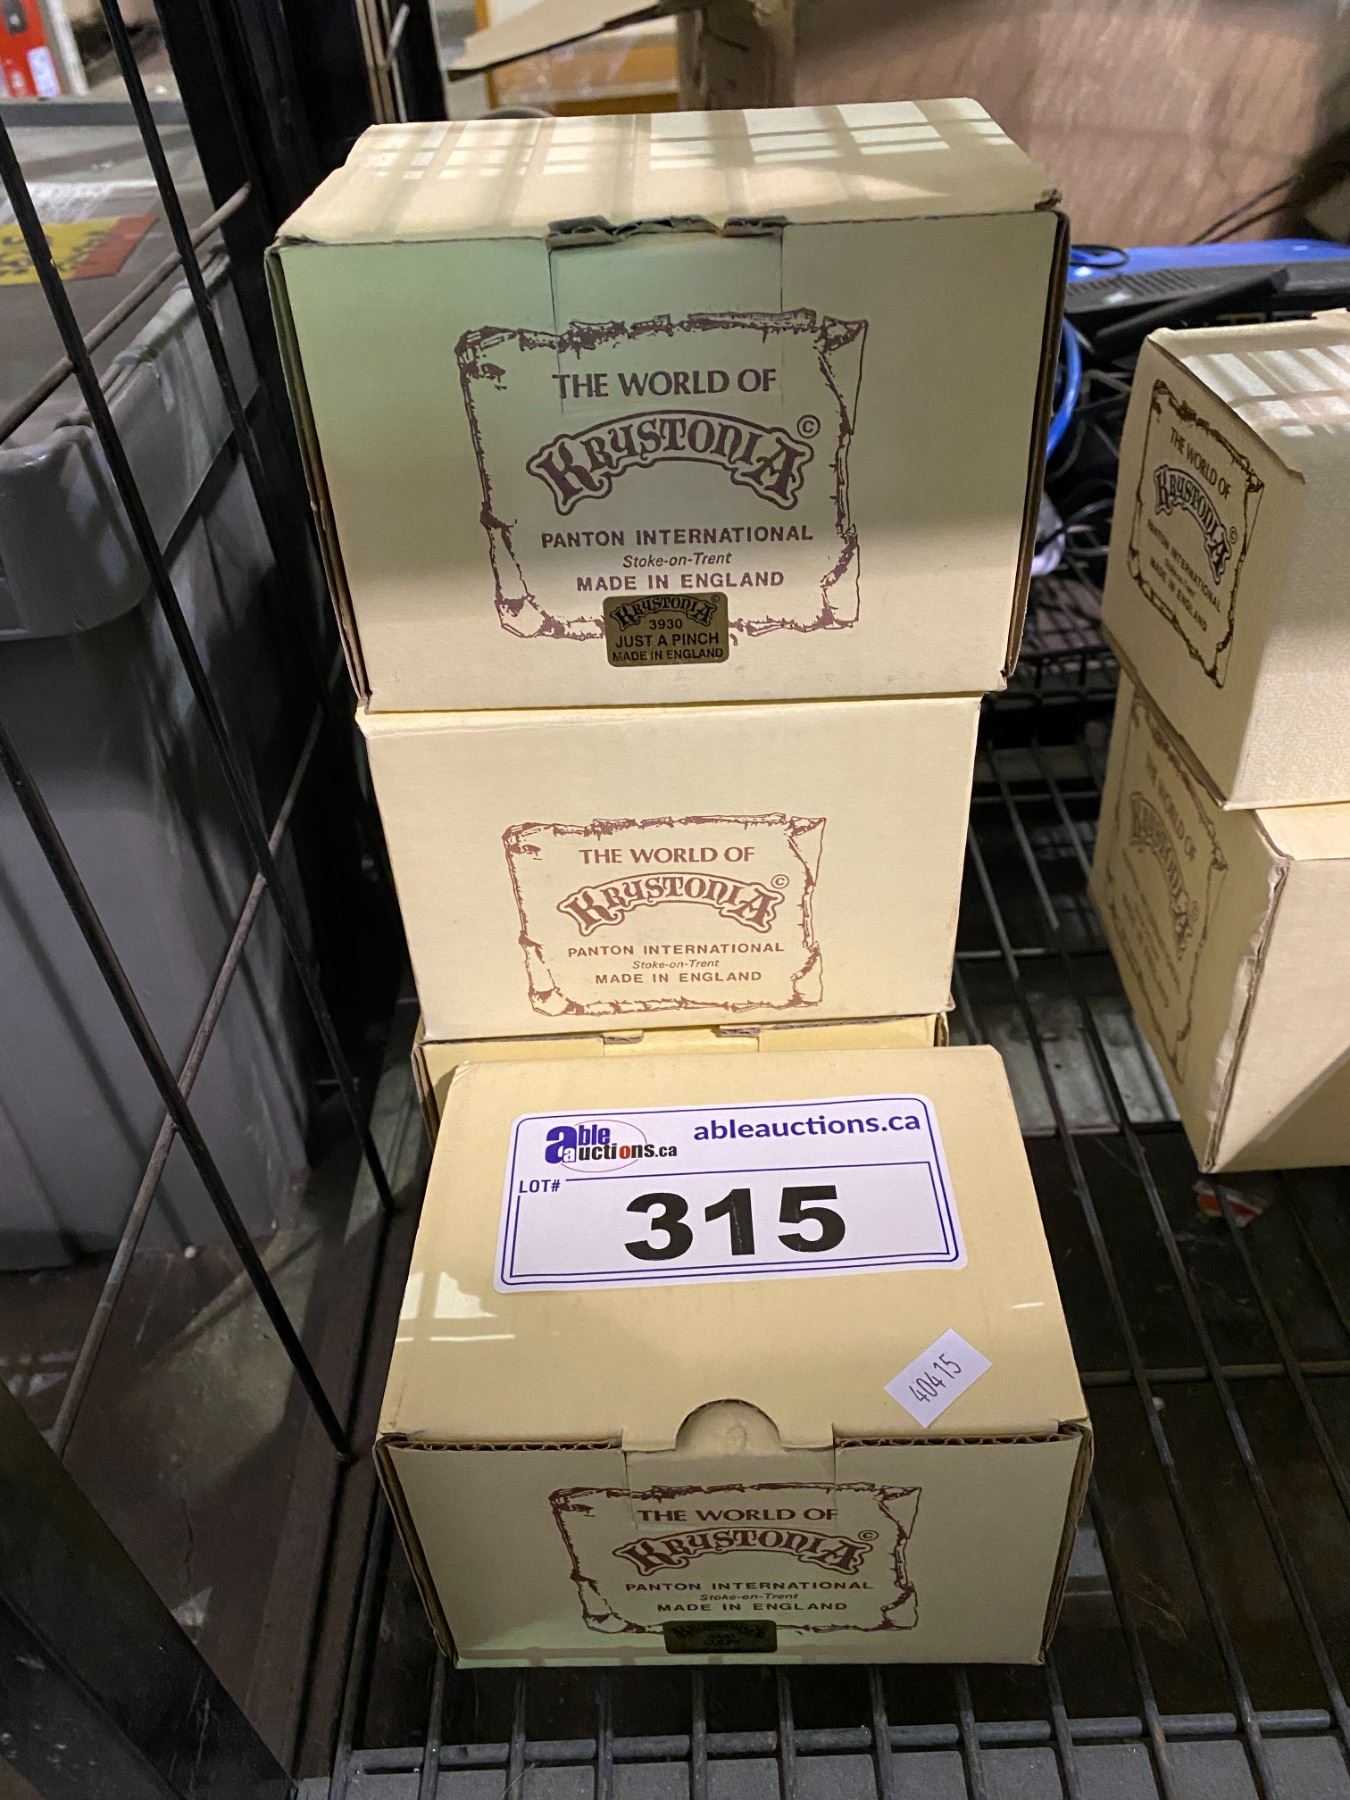 THE WORLD OF
KRYSTONIA ©
PANTON INTERNATIONAL
Stoke-on-Trent
MADE IN ENGLAND
KRYSTONIA ©
3930
JUST A PINCH
MADE IN ENGLAND
THE WORLD OF
KRYSTONIA ©
PANTON INTERNATIONAL
Stoke-on-Trent
MADE IN ENGLAND
able auctions.ca
ableauctions.ca
LOT#
315
40415
THE WORLD OF
KRYSTONIA ©
PANTON INTERNATIONAL
Stoke-on-Trent
MADE IN ENGLAND
THE WORLD OF
KRYSTONIA ©
PANTON INTERNATIONAL
Stoke-on-Trent
MADE IN ENGLAND
THE WORLD OF
KRYSTONIA